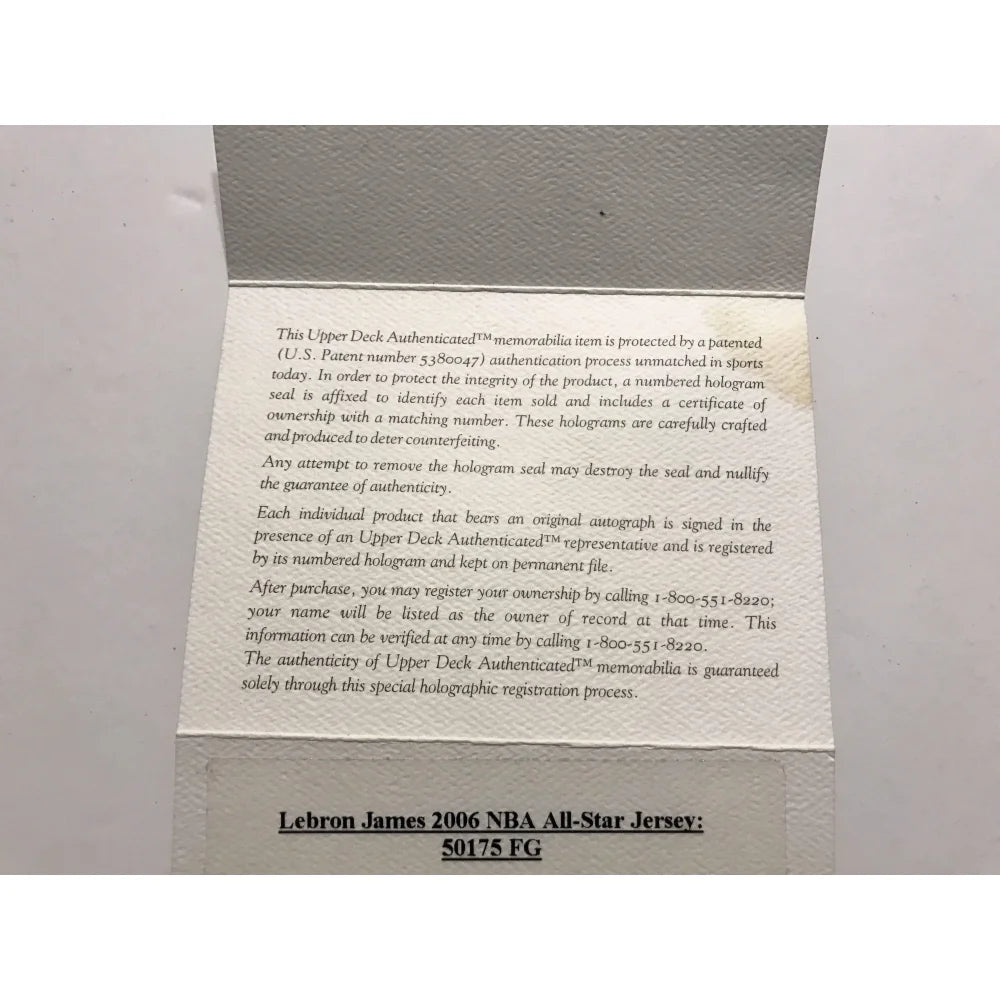 This Upper Deck Authenticated™ memorabilia item is protected by a patented
(U.S. Patent number 5380047) authentication process unmatched in sports
today. In order to protect the integrity of the product, a numbered hologram
seal is affixed to identify each item sold and includes a certificate of
ownership with a matching number. These holograms are carefully crafted
and produced to deter counterfeiting.
Any attempt to remove the hologram seal may destroy the seal and nullify
the guarantee of authenticity.
Each individual product that bears an original autograph is signed in the
presence of an Upper Deck Authenticated™ representative and is registered
by its numbered hologram and kept on permanent file.
After purchase, you may register your ownership by calling 1-800-551-8220;
your name will be listed as the owner of record at that time. This
information can be verified at any time by calling 1-800-551-8220.
The authenticity of Upper Deck Authenticated™ memorabilia is guaranteed
solely through this special holographic registration process.
Lebron James 2006 NBA All-Star Jersey:
50175 FG